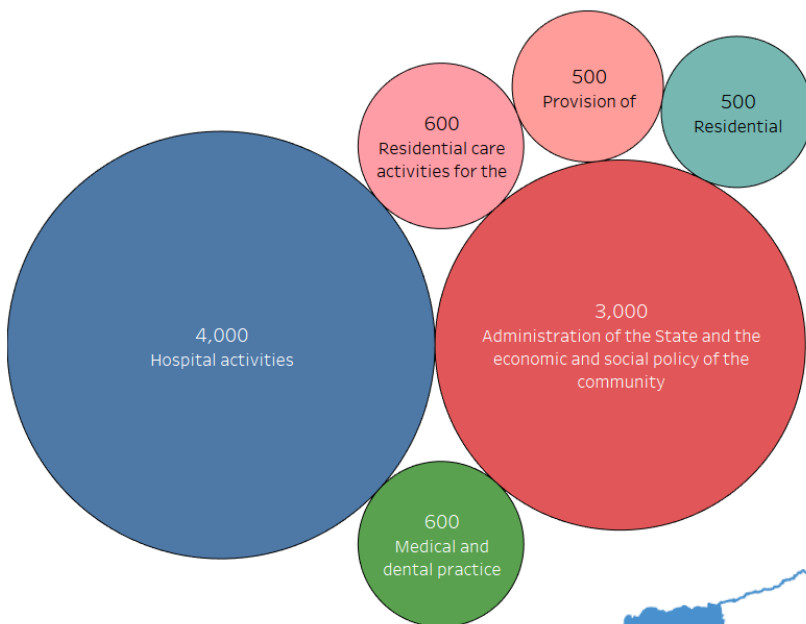 500
Provision of
500
Residential
600
Residential care
activities for the
4,000
Hospital activities
3,000
Administration of the State and the
economic and social policy of the
community
600
Medical and
dental practice